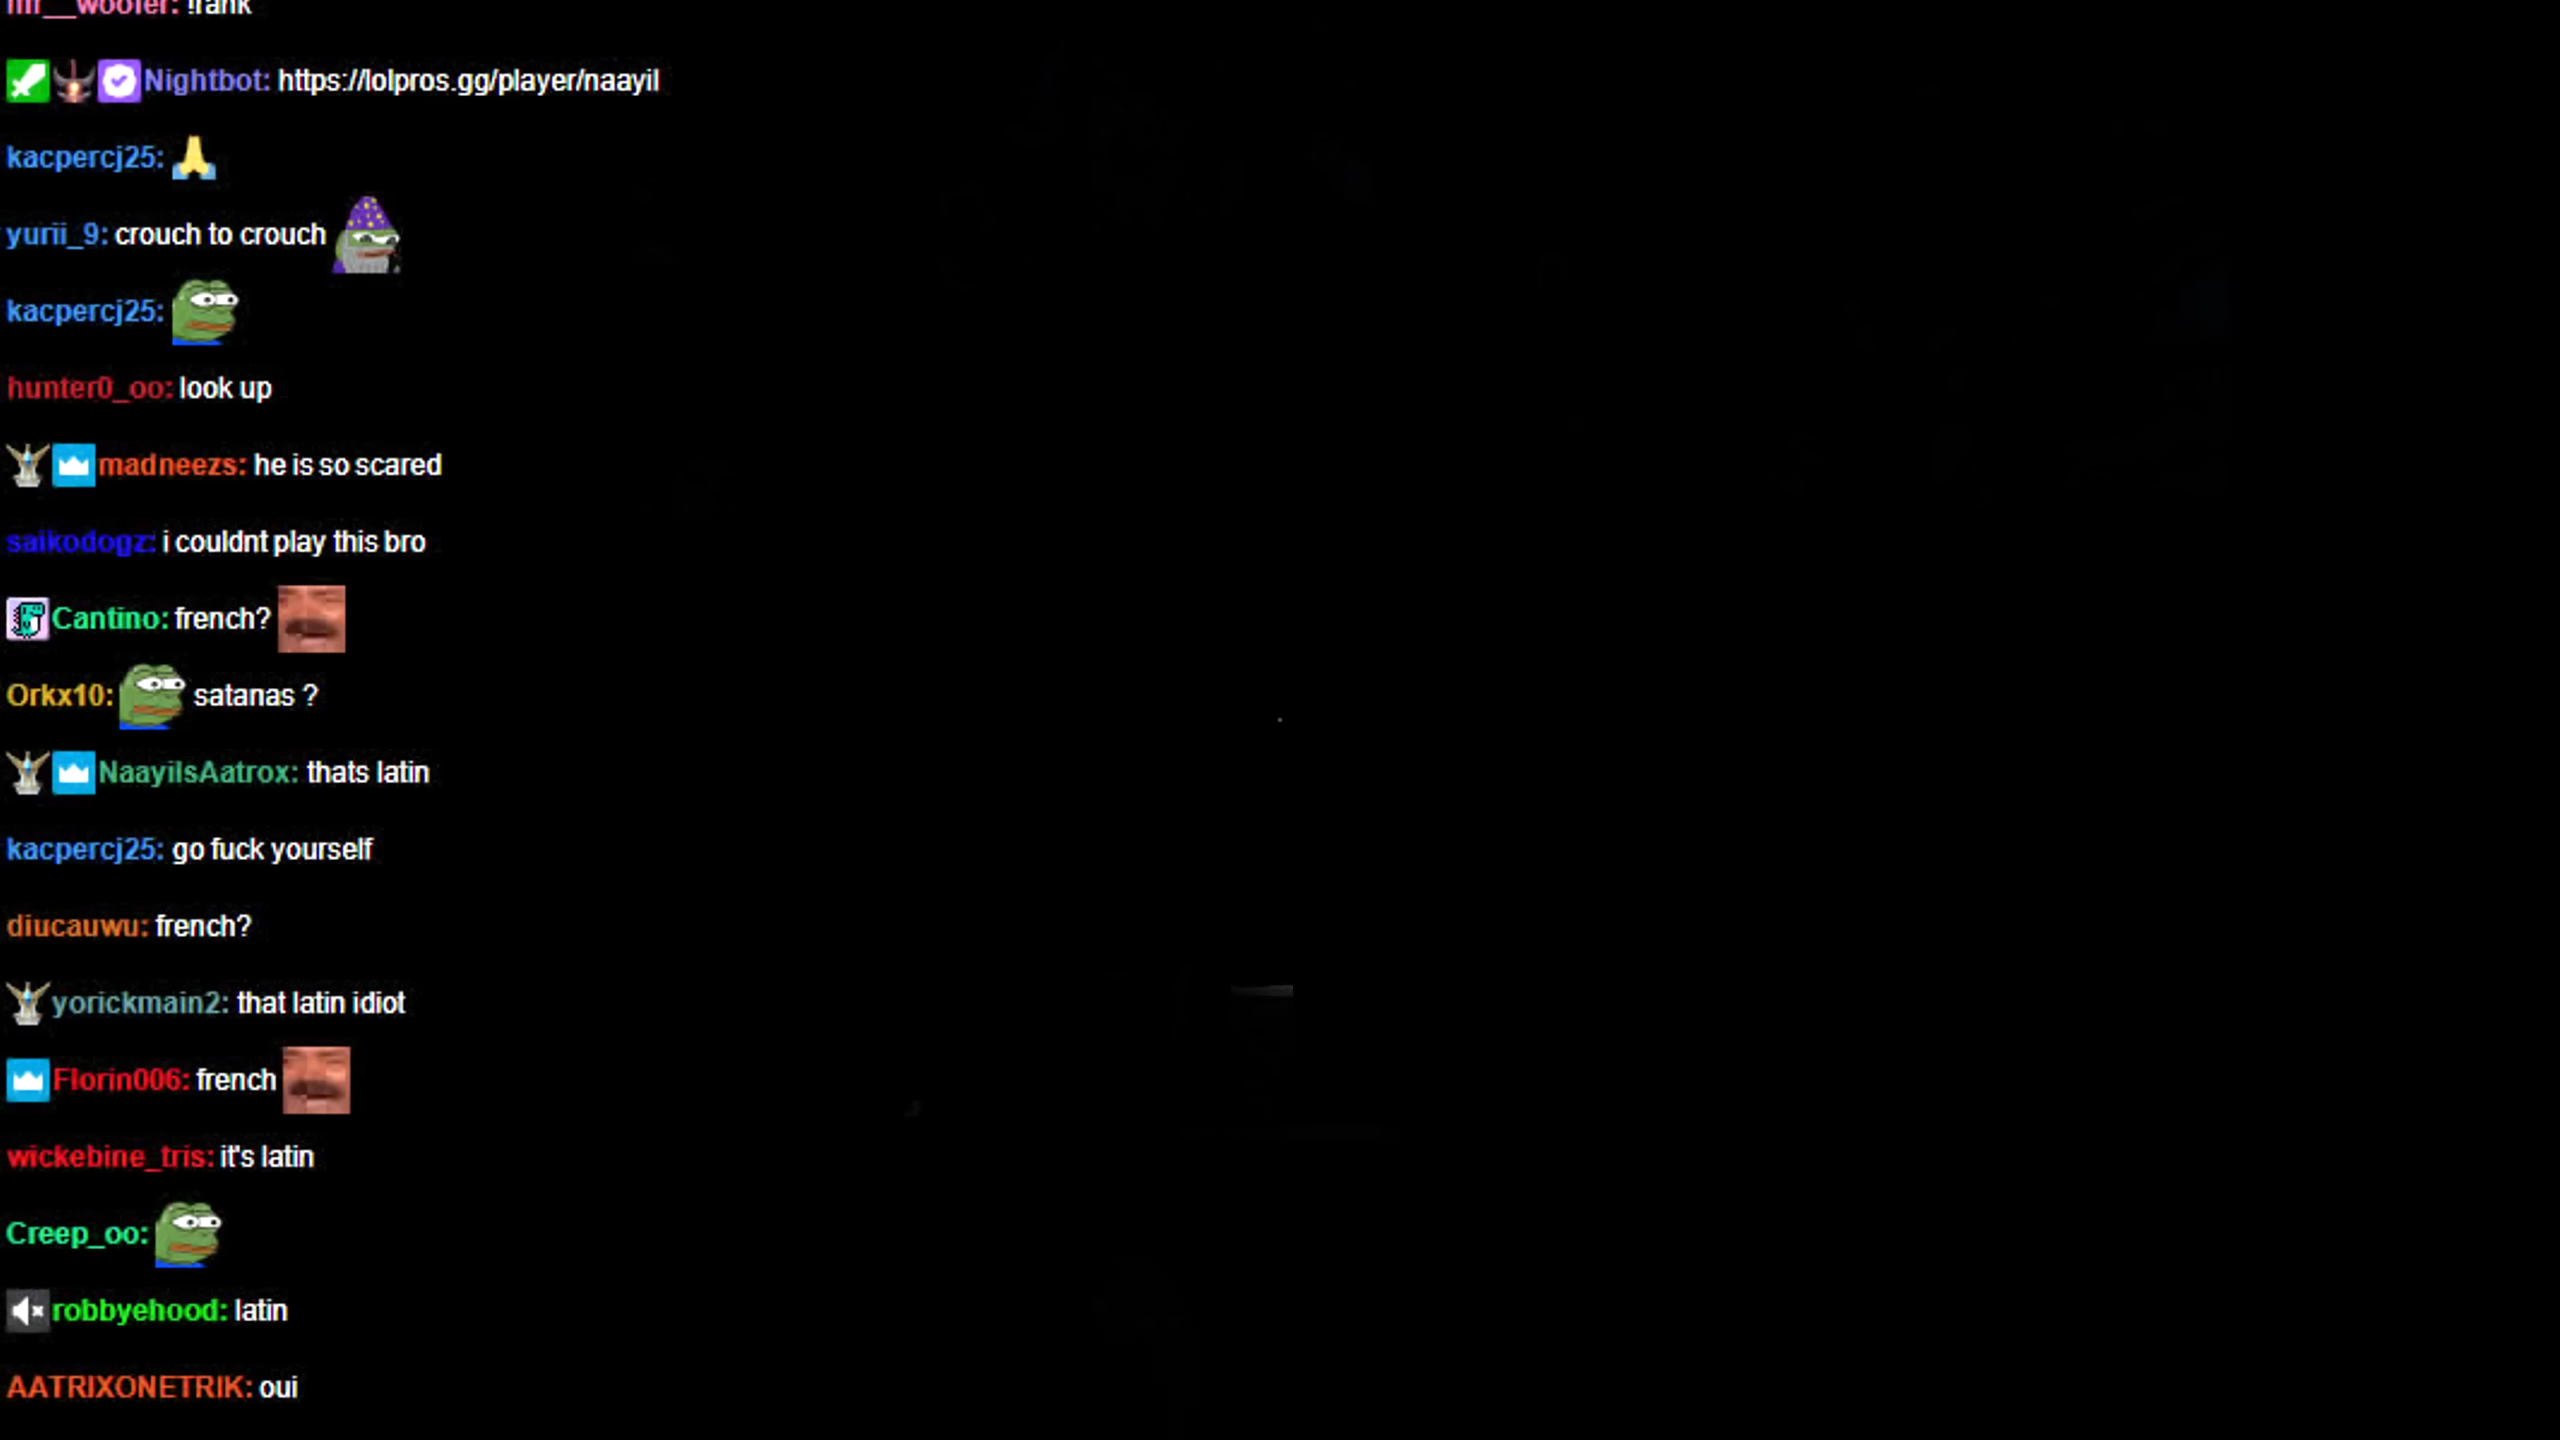 !rank
Nightbot: https://lolpros.gg/player/naayil
kacpercj25:
yurii_9: crouch to crouch
kacpercj25:
hunter0_oo: look up
madneezs: he is so scared
saikodogz: i couldnt play this bro
Cantino: french?
Orkx10: satanas ?
NaayilsAatrox: thats latin
kacpercj25: go fuck yourself
diucauwu: french?
yorickmain2: that latin idiot
Florin006: french
wickebine_tris: it's latin
Creep_oo:
robbyehood: latin
AATRIXONETRIK: oui